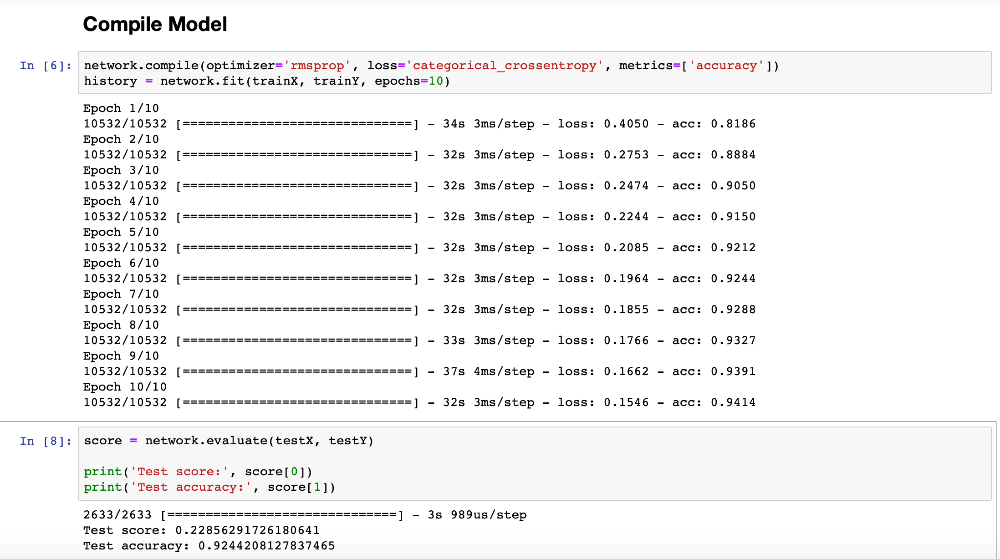 Compile Model
In [6]: network.compile(optimizer='rmsprop', loss='categorical_crossentropy', metrics=['accuracy'])
history = network.fit(trainX, trainY, epochs=10)
Epoch 1/10
10532/10532 [==============================] - 34s 3ms/step - loss: 0.4050 - acc: 0.8186
Epoch 2/10
10532/10532 [==============================] - 32s 3ms/step - loss: 0.2753 - acc: 0.8884
Epoch 3/10
10532/10532 [==============================] - 32s 3ms/step - loss: 0.2474 - acc: 0.9050
Epoch 4/10
10532/10532 [==============================] - 32s 3ms/step - loss: 0.2244 - acc: 0.9150
Epoch 5/10
10532/10532 [==============================] - 32s 3ms/step - loss: 0.2085 - acc: 0.9212
Epoch 6/10
10532/10532 [==============================] - 32s 3ms/step - loss: 0.1964 - acc: 0.9244
Epoch 7/10
10532/10532 [==============================] - 32s 3ms/step - loss: 0.1855 - acc: 0.9288
Epoch 8/10
10532/10532 [==============================] - 33s 3ms/step - loss: 0.1766 - acc: 0.9327
Epoch 9/10
10532/10532 [==============================] - 37s 4ms/step - loss: 0.1662 - acc: 0.9391
Epoch 10/10
10532/10532 [==============================] - 32s 3ms/step - loss: 0.1546 - acc: 0.9414
In [8]: score = network.evaluate(testX, testY)
print('Test score:', score[0])
print('Test accuracy:', score[1])
2633/2633 [==============================] - 3s 989us/step
Test score: 0.22856291726180641
Test accuracy: 0.9244208127837465